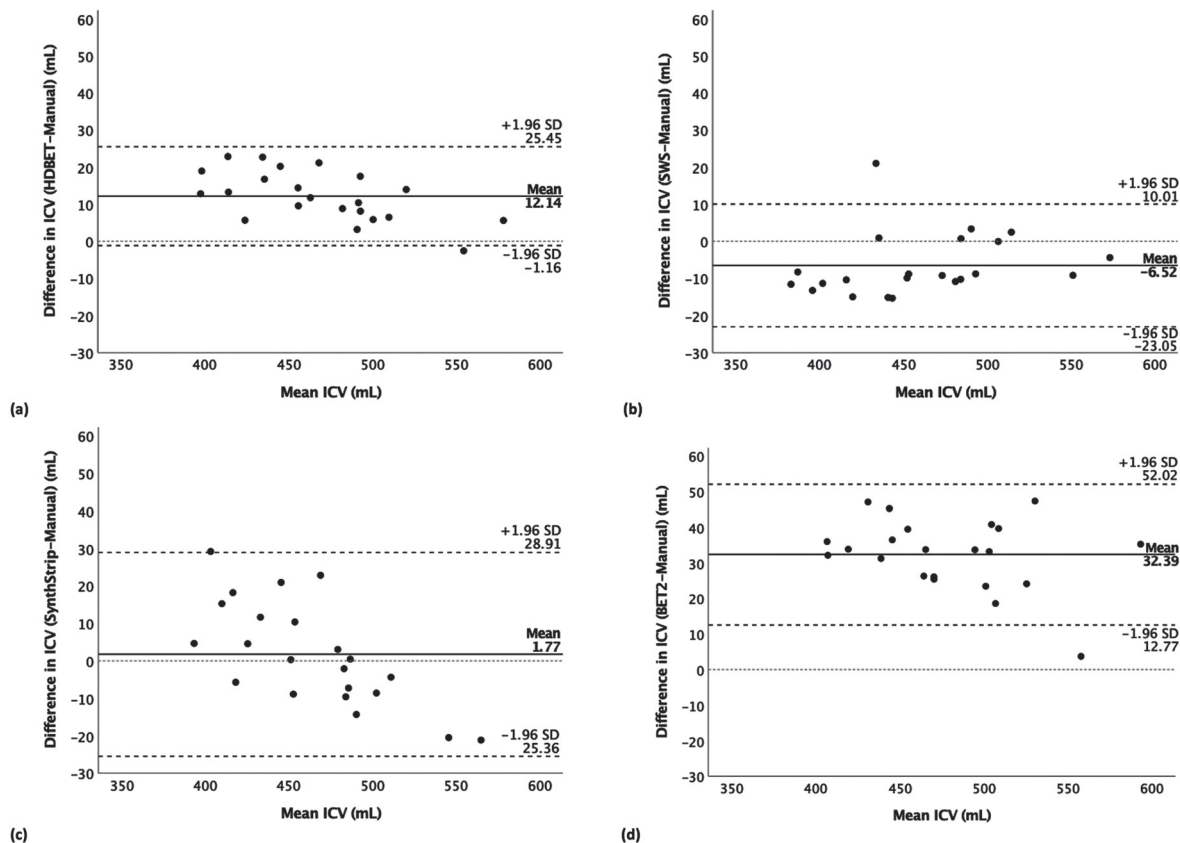 60
50
40
30
20
10
0
−10
−20
−30
Difference in ICV (HDBET−Manual) (mL)
+1.96 SD
25.45
Mean
12.14
−1.96 SD
−1.16
350 400 450 500 550 600
Mean ICV (mL)
(a)
60
50
40
30
20
10
0
−10
−20
−30
Difference in ICV (SWS−Manual) (mL)
+1.96 SD
10.01
Mean
−6.52
−1.96 SD
−23.05
350 400 450 500 550 600
Mean ICV (mL)
(b)
60
50
40
30
20
10
0
−10
−20
−30
Difference in ICV (SynthStrip−Manual) (mL)
+1.96 SD
28.91
Mean
1.77
−1.96 SD
25.36
350 400 450 500 550 600
Mean ICV (mL)
(c)
60
50
40
30
20
10
0
−10
−20
−30
Difference in ICV (BET2−Manual) (mL)
+1.96 SD
52.02
Mean
32.39
−1.96 SD
12.77
350 400 450 500 550 600
Mean ICV (mL)
(d)